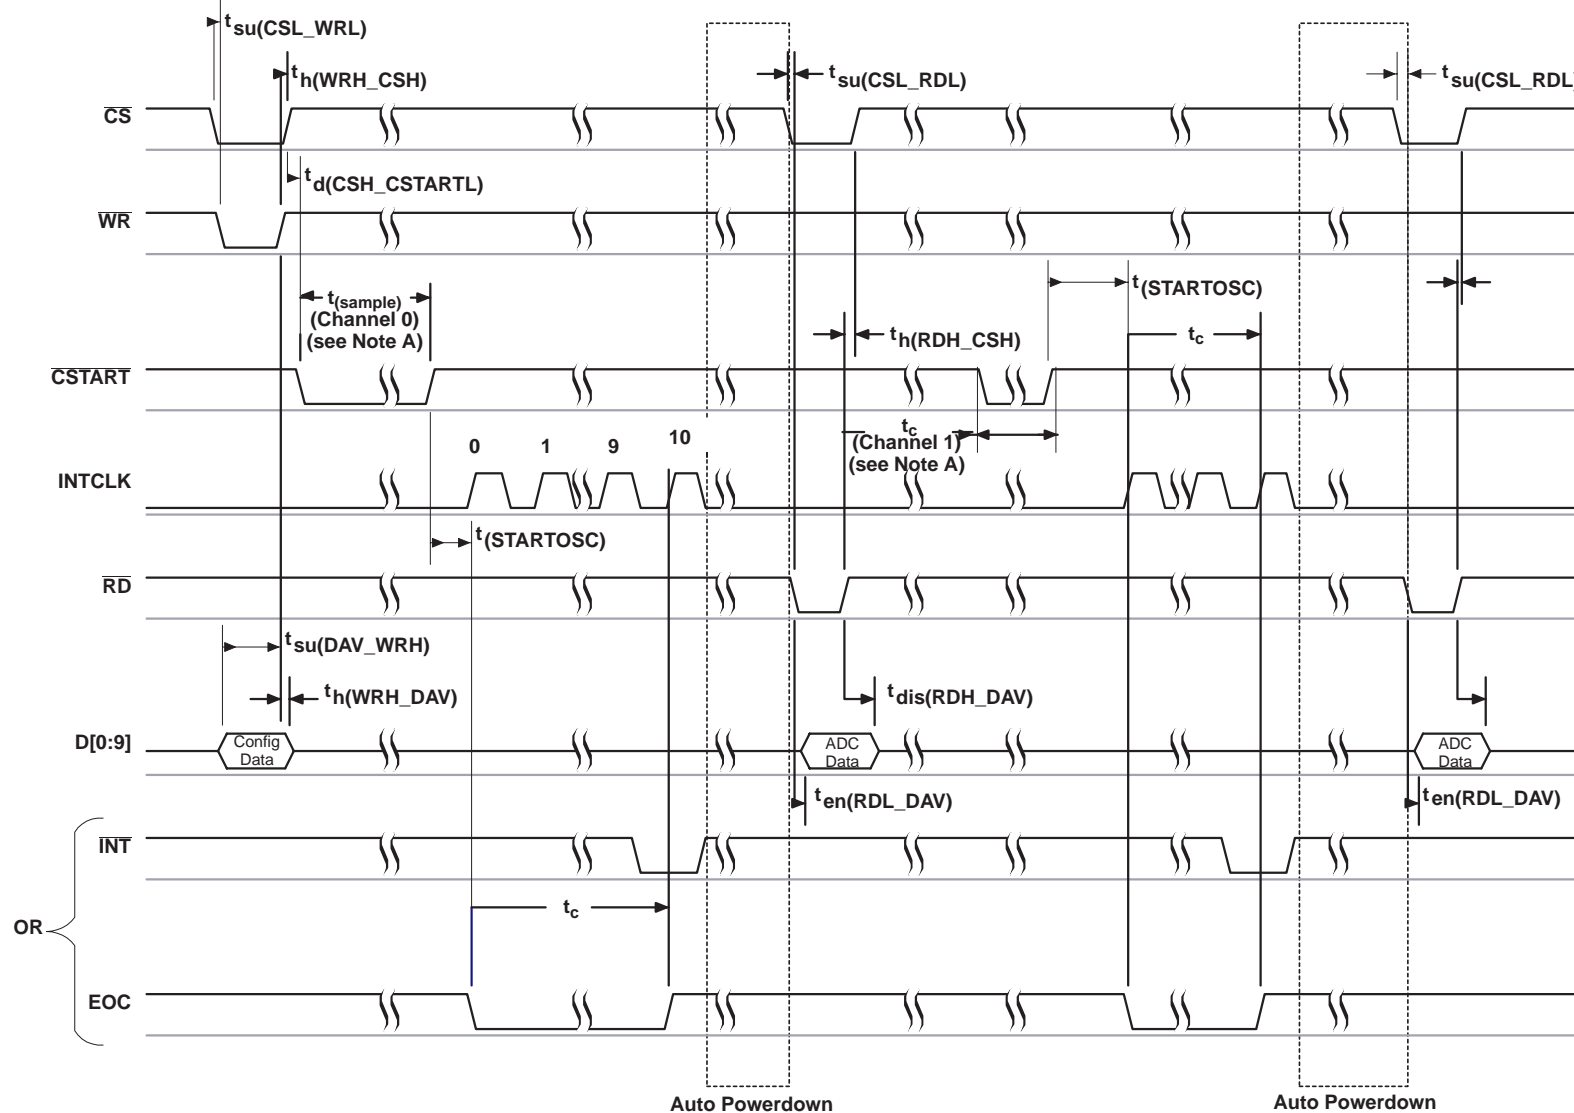 tsu(CSL_WRL)
th(WRH_CSH)
tsu(CSL_RDL)
tsu(CSL_RDL)
CS
td(CSH_CSTARTL)
WR
t(sample)
(Channel 0)
(see Note A)
t(STARTOSC)
th(RDH_CSH)
tc
CSTART
tc
(Channel 1)
(see Note A)
0 1 9 10
INTCLK
t(STARTOSC)
RD
tsu(DAV_WRH)
th(WRH_DAV)
tdis(RDH_DAV)
D[0:9]
Config
Data
ADC
Data
ADC
Data
ten(RDL_DAV)
ten(RDL_DAV)
INT
tc
OR
EOC
Auto Powerdown
Auto Powerdown